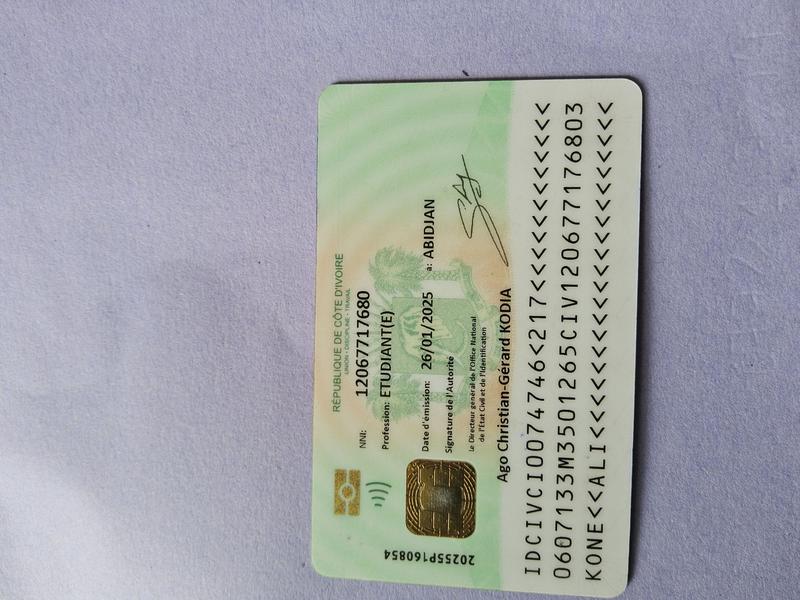 RÉPUBLIQUE DE CÔTE D'IVOIRE
UNION - DISCIPLINE - TRAVAIL
NNI: 12067717680
Profession: ETUDIANT(E)
Date d'émission: 26/01/2025 à: ABIDJAN
Signature de l'Autorité
Le Directeur général de l'Office National
de l'État Civil et de l'Identification
Ago Christian-Gérard KODIA
20255P160854
IDCIVCI0074746<217<<<<<<<<<<<<
0607133M3501265CIV120677176803
KONE<<ALI<<<<<<<<<<<<<<<<<<<<<